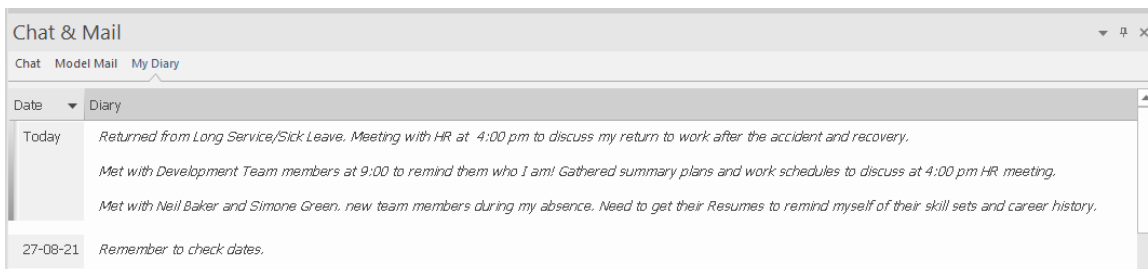 Chat & Mail
Chat Model Mail My Diary
Date Diary
Today Returned from Long Service/Sick Leave. Meeting with HR at 4:00 pm to discuss my return to work after the accident and recovery.
Met with Development Team members at 9:00 to remind them who I am! Gathered summary plans and work schedules to discuss at 4:00 pm HR meeting.
Met with Neil Baker and Simone Green, new team members during my absence. Need to get their Resumes to remind myself of their skill sets and career history.
27-08-21 Remember to check dates.